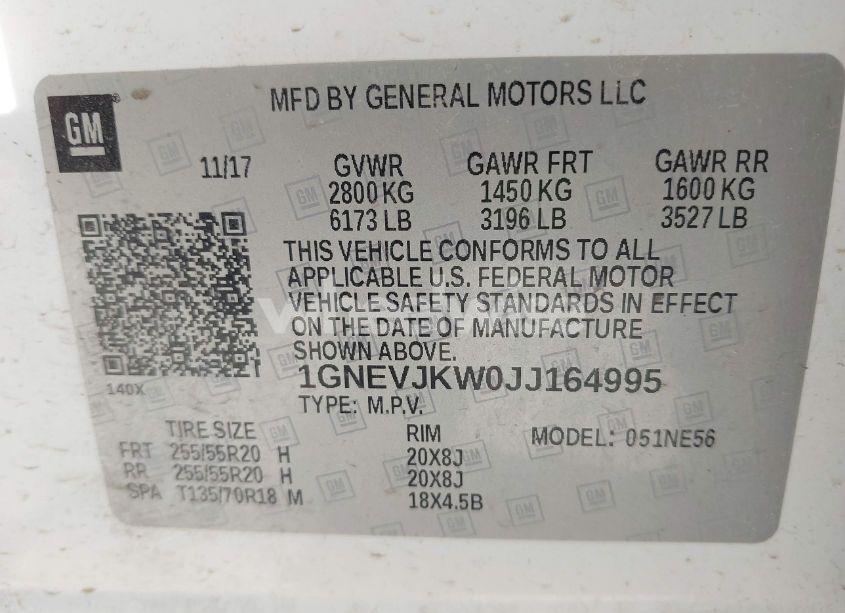 MFD BY GENERAL MOTORS LLC
GM
11/17 GVWR GAWR FRT GAWR RR
2800 KG 1450 KG 1600 KG
6173 LB 3196 LB 3527 LB
THIS VEHICLE CONFORMS TO ALL
APPLICABLE U.S. FEDERAL MOTOR
VEHICLE SAFETY STANDARDS IN EFFECT
ON THE DATE OF MANUFACTURE
SHOWN ABOVE.
1GNEVJKW0JJ164995
140X
TYPE: M.P.V.
TIRE SIZE RIM MODEL: 051NE56
FRT 255/55R20 H 20X8J
RR 255/55R20 H 20X8J
SPA T135/70R18 M 18X4.5B